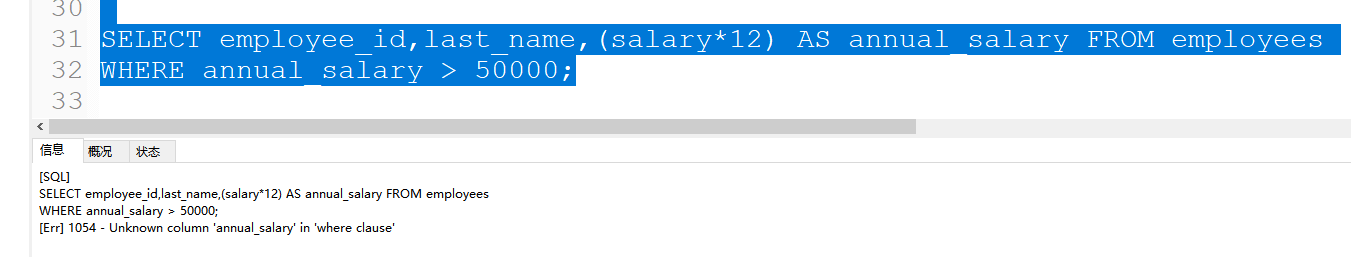 30
31 SELECT employee_id,last_name,(salary*12) AS annual_salary FROM employees
32 WHERE annual_salary > 50000;
33
信息 概况 状态
[SQL]
SELECT employee_id,last_name,(salary*12) AS annual_salary FROM employees
WHERE annual_salary > 50000;
[Err] 1054 - Unknown column 'annual_salary' in 'where clause'